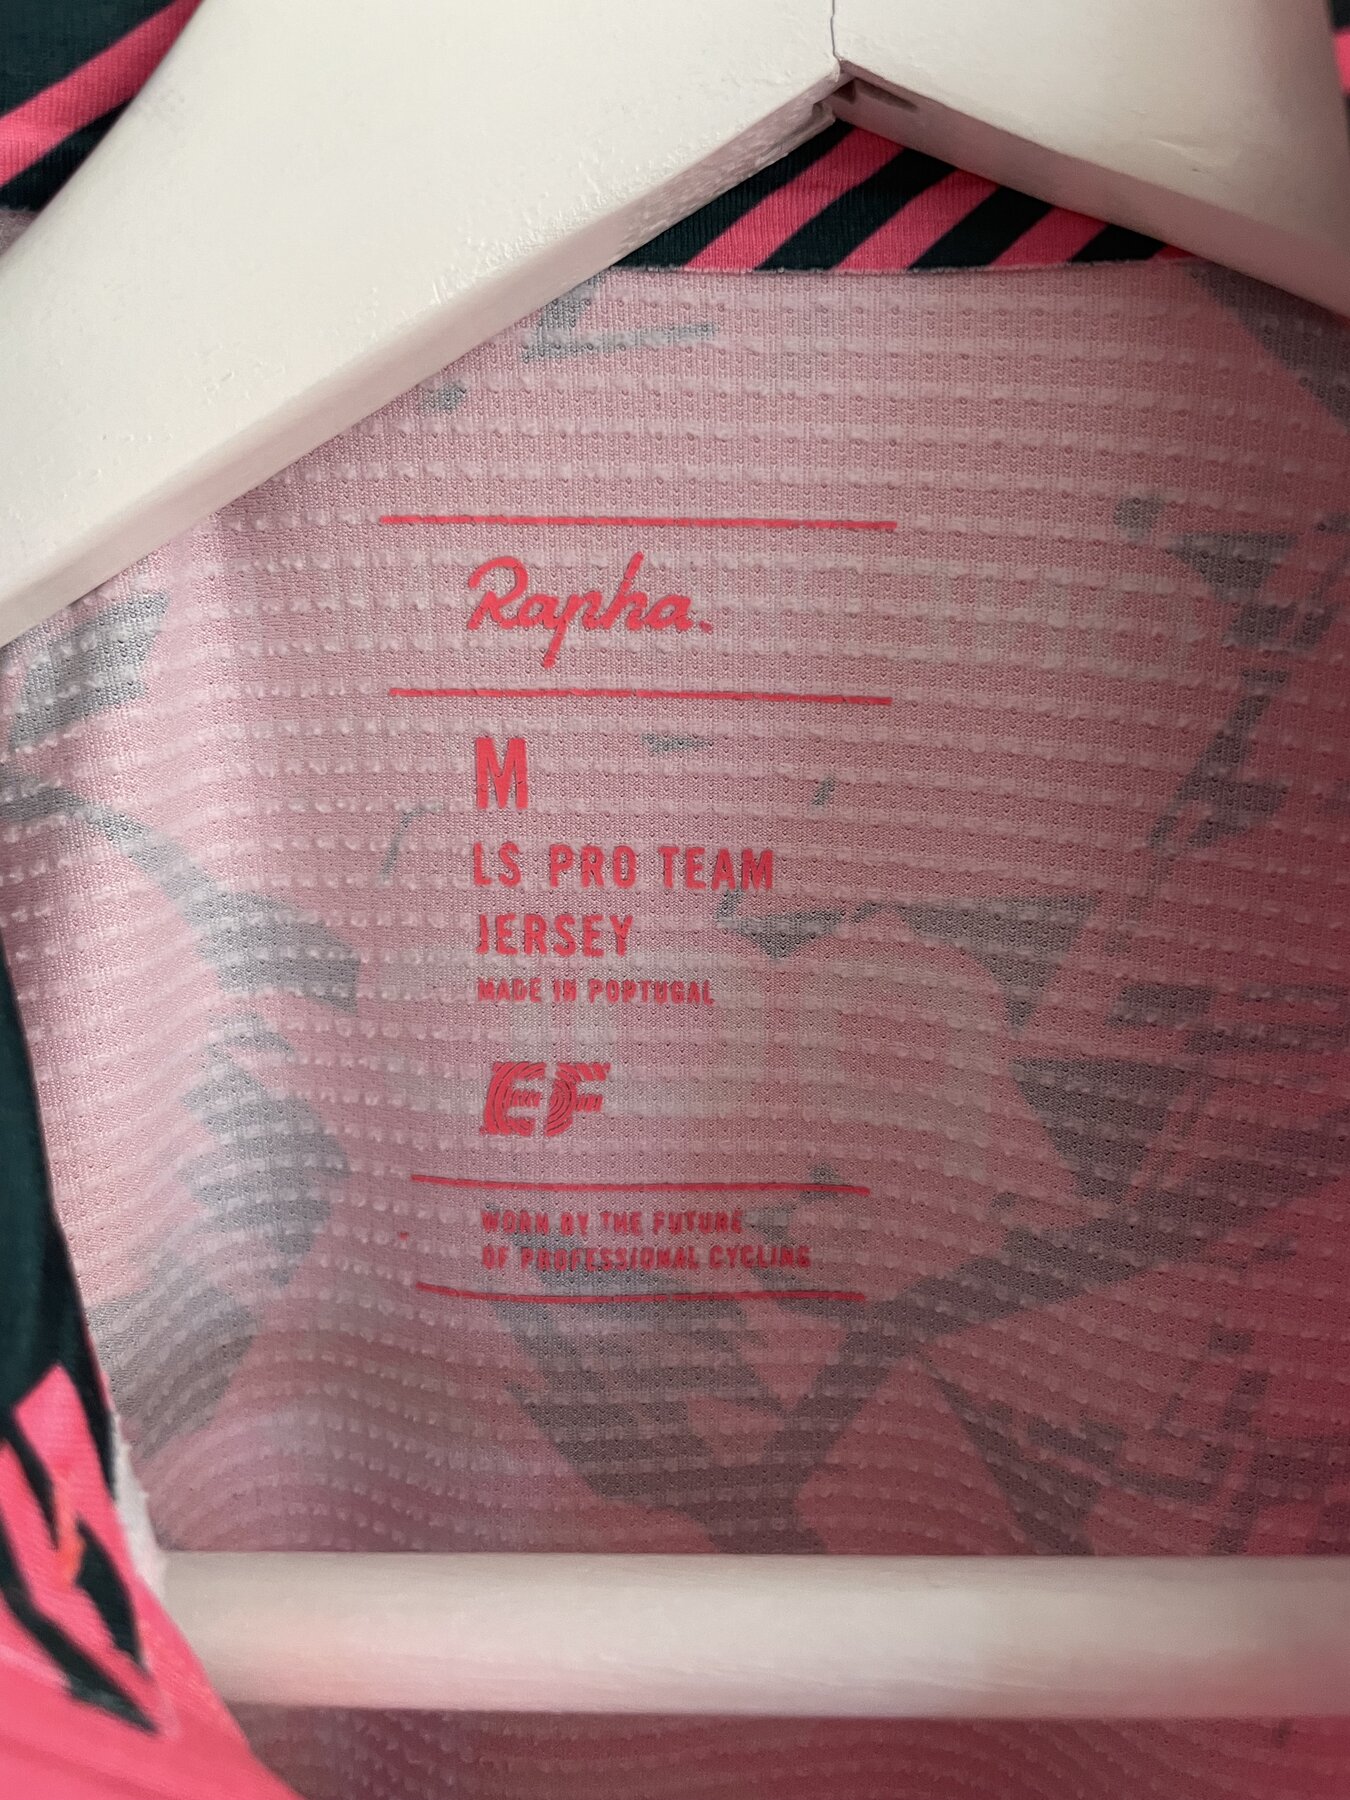 Rapha.
M
LS PRO TEAM
JERSEY
MADE IN PORTUGAL
EF
WORN BY THE FUTURE
OF PROFESSIONAL CYCLING